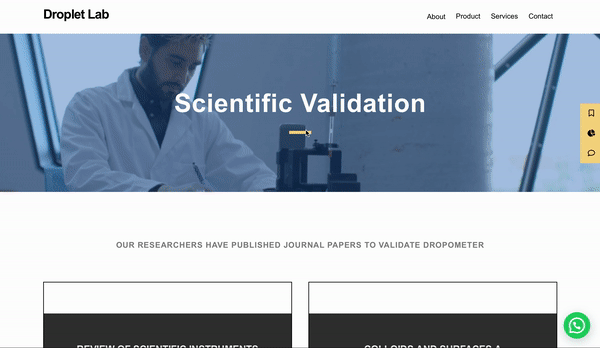 Droplet Lab
About Product Services Contact
Scientific Validation
OUR RESEARCHERS HAVE PUBLISHED JOURNAL PAPERS TO VALIDATE DROPOMETER
REVIEW OF SCIENTIFIC INSTRUMENTS
COLLOIDS AND SURFACES A